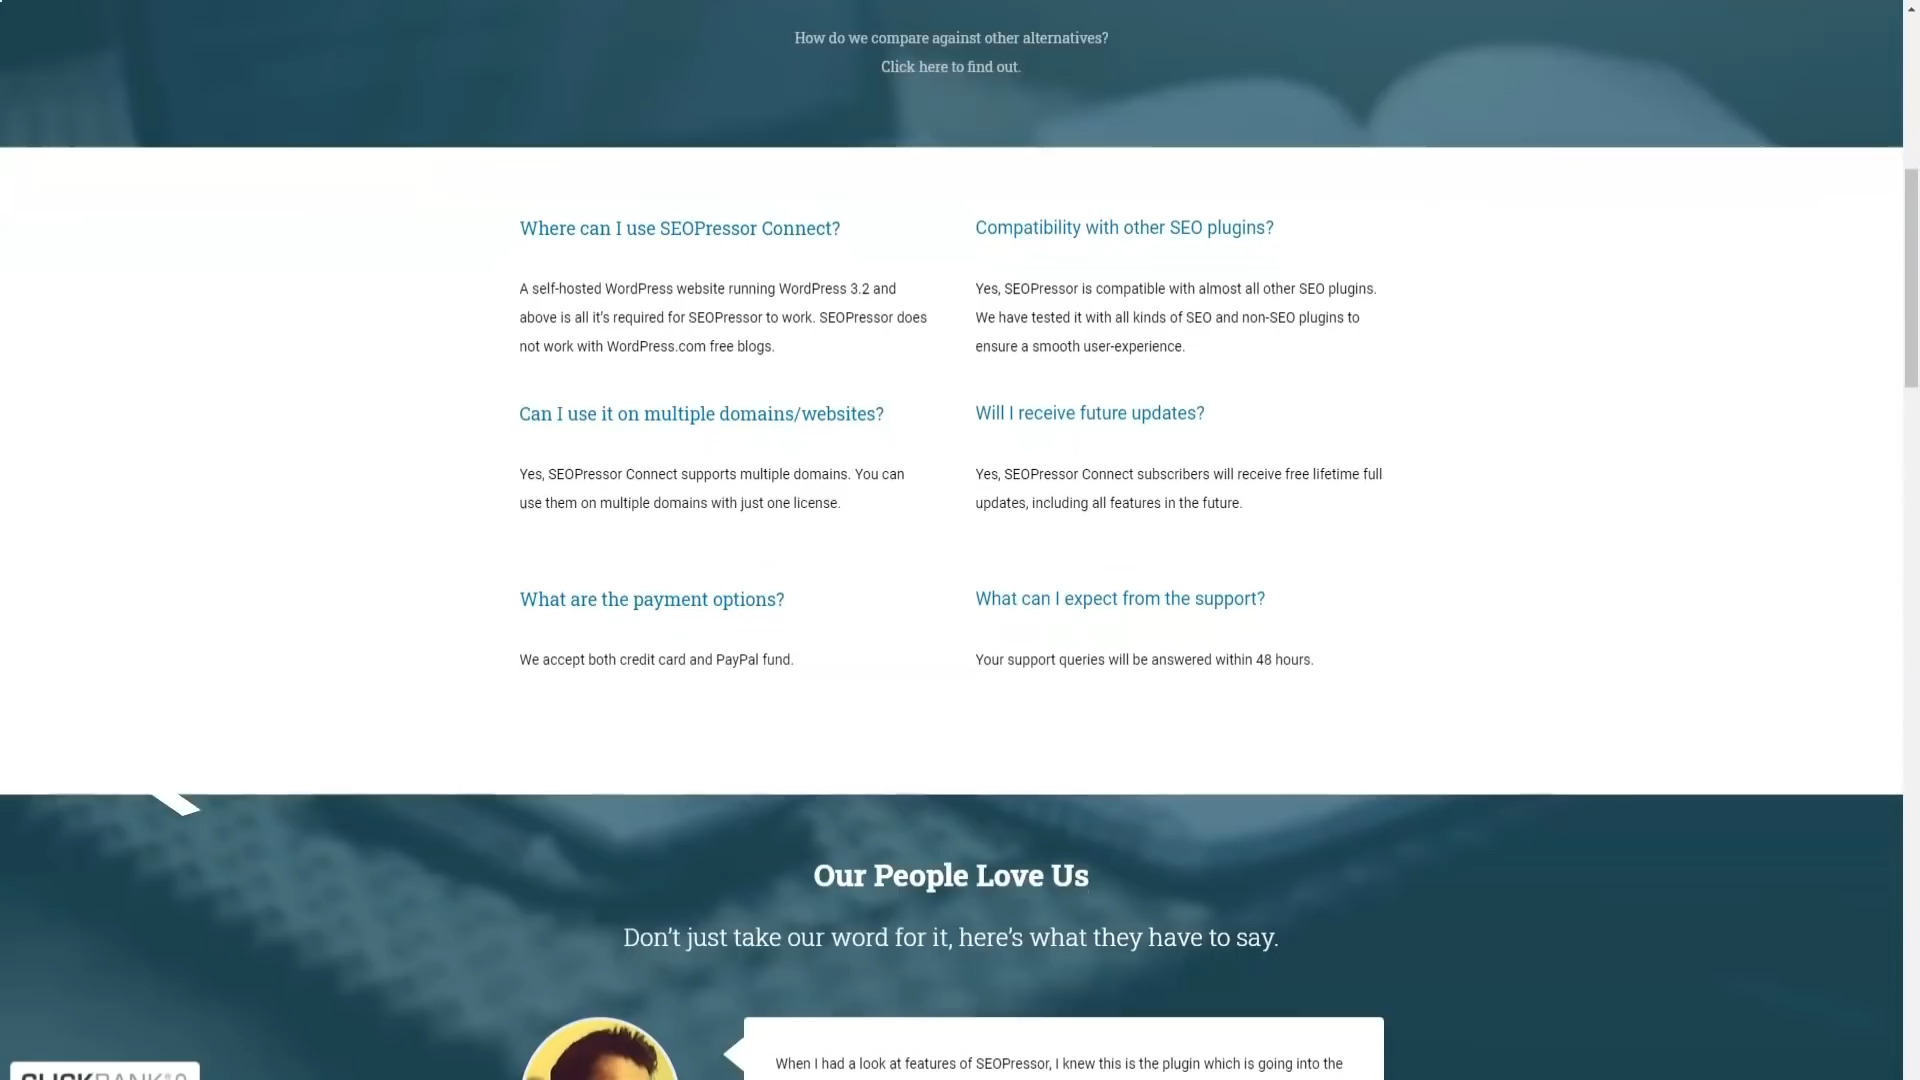 How do we compare against other alternatives?
Click here to find out.
Where can I use SEOPressor Connect?
A self-hosted WordPress website running WordPress 3.2 and
above is all it's required for SEOPressor to work. SEOPressor does
not work with WordPress.com free blogs.
Compatibility with other SEO plugins?
Yes, SEOPressor is compatible with almost all other SEO plugins.
We have tested it with all kinds of SEO and non-SEO plugins to
ensure a smooth user-experience.
Can I use it on multiple domains/websites?
Yes, SEOPressor Connect supports multiple domains. You can
use them on multiple domains with just one license.
Will I receive future updates?
Yes, SEOPressor Connect subscribers will receive free lifetime full
updates, including all features in the future.
What are the payment options?
We accept both credit card and PayPal fund.
What can I expect from the support?
Your support queries will be answered within 48 hours.
Our People Love Us
Don't just take our word for it, here's what they have to say.
When I had a look at features of SEOPressor, I knew this is the plugin which is going into the